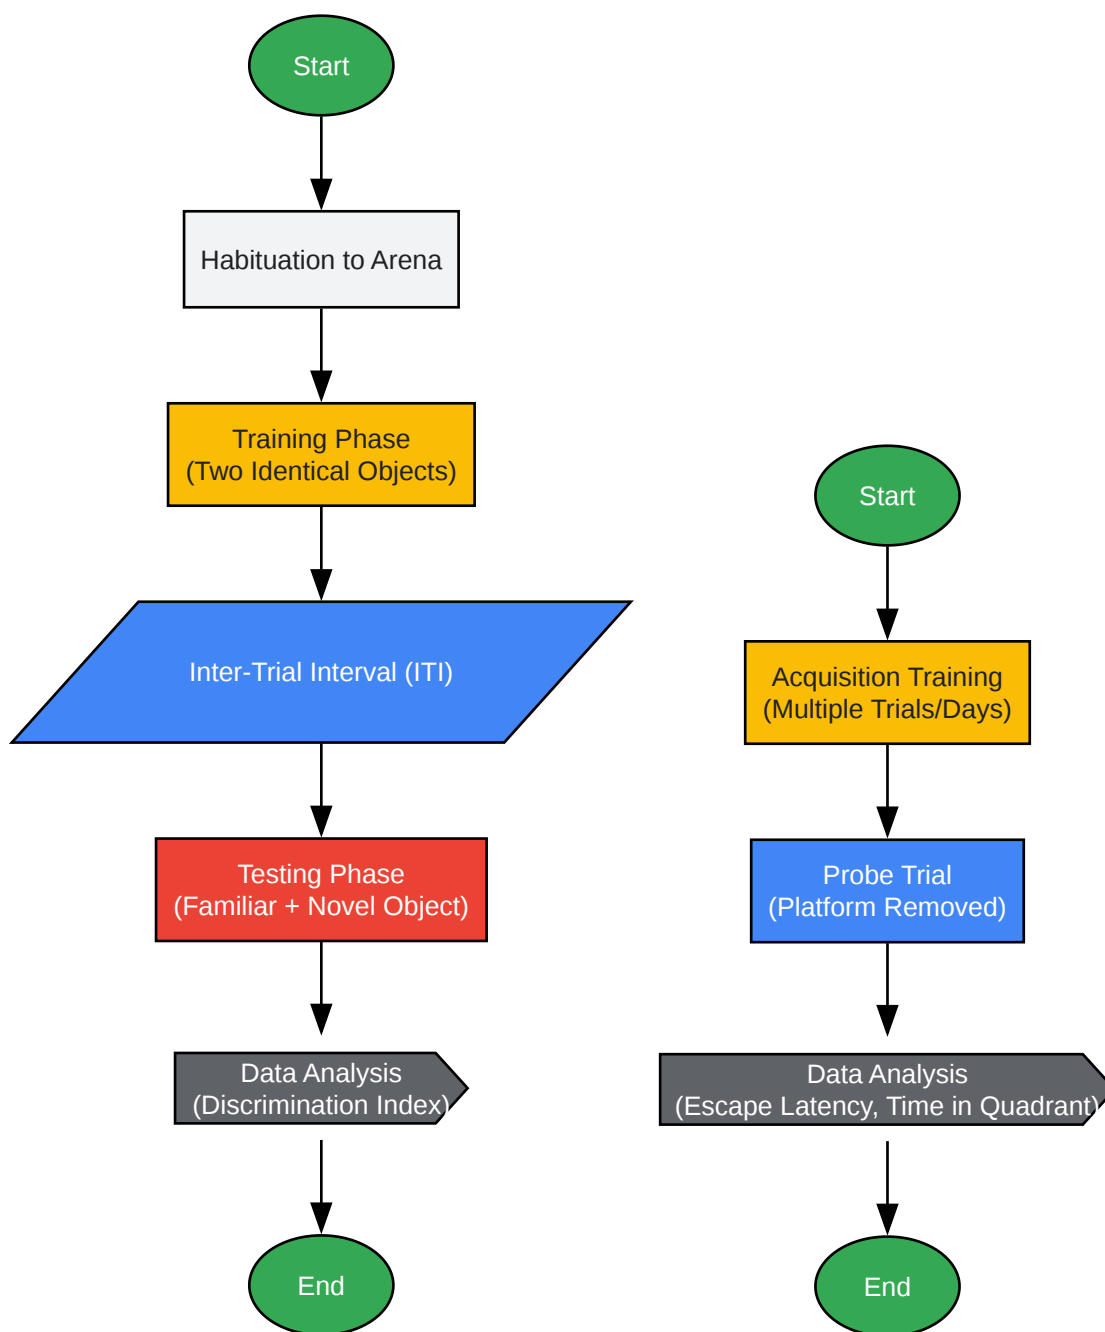 Start
Habituation to Arena
Training Phase
(Two Identical Objects)
Inter-Trial Interval (ITI)
Testing Phase
(Familiar + Novel Object)
Data Analysis
(Discrimination Index)
End
Start
Acquisition Training
(Multiple Trials/Days)
Probe Trial
(Platform Removed)
Data Analysis
(Escape Latency, Time in Quadrant)
End